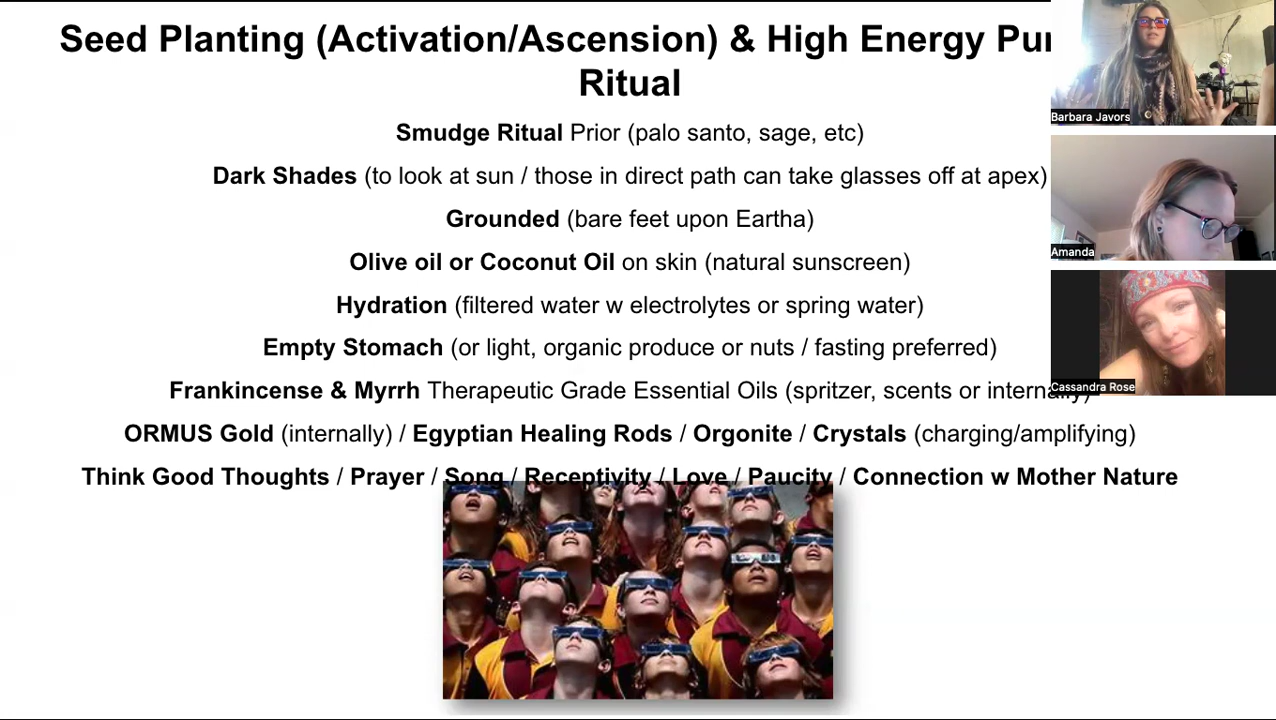 Seed Planting (Activation/Ascension) & High Energy Pur
Ritual
Smudge Ritual Prior (palo santo, sage, etc)
Dark Shades (to look at sun / those in direct path can take glasses off at apex)
Grounded (bare feet upon Eartha)
Olive oil or Coconut Oil on skin (natural sunscreen)
Hydration (filtered water w electrolytes or spring water)
Empty Stomach (or light, organic produce or nuts / fasting preferred)
Frankincense & Myrrh Therapeutic Grade Essential Oils (spritzer, scents or internally)
ORMUS Gold (internally) / Egyptian Healing Rods / Orgonite / Crystals (charging/amplifying)
Think Good Thoughts / Prayer / Song / Receptivity / Love / Paucity / Connection w Mother Nature
Barbara Javors
Amanda
Cassandra Rose